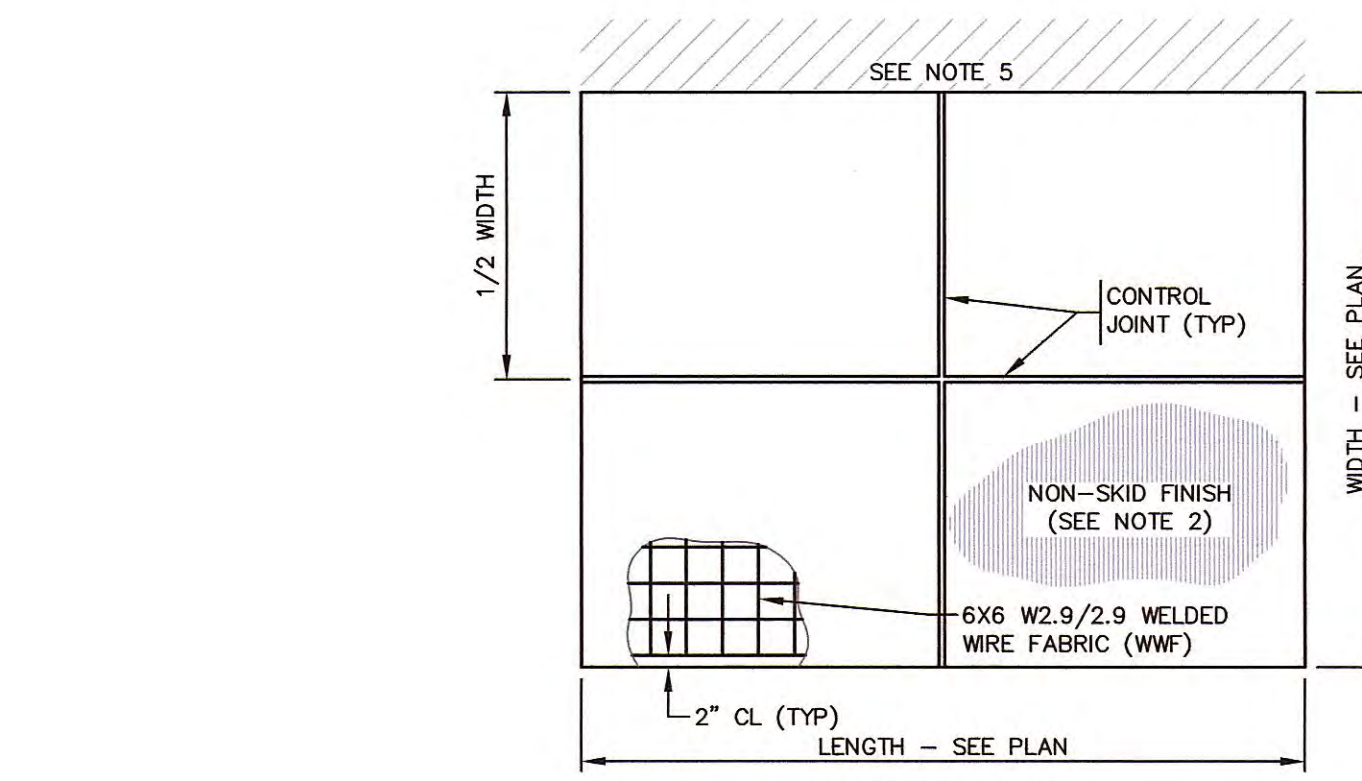 SEE NOTE 5
1/2 WIDTH
CONTROL
JOINT (TYP)
WIDTH – SEE PLAN
NON–SKID FINISH
(SEE NOTE 2)
6X6 W2.9/2.9 WELDED
WIRE FABRIC (WWF)
2" CL (TYP)
LENGTH – SEE PLAN